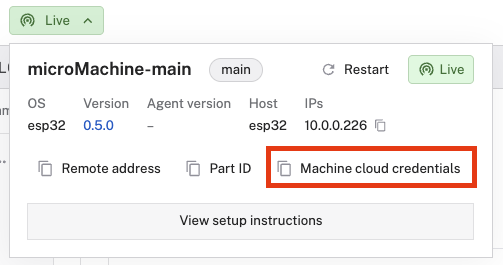 Live
microMachine-main main Restart Live
OS Version Agent version Host IPs
esp32 0.5.0 – esp32 10.0.0.226
Remote address Part ID Machine cloud credentials
View setup instructions